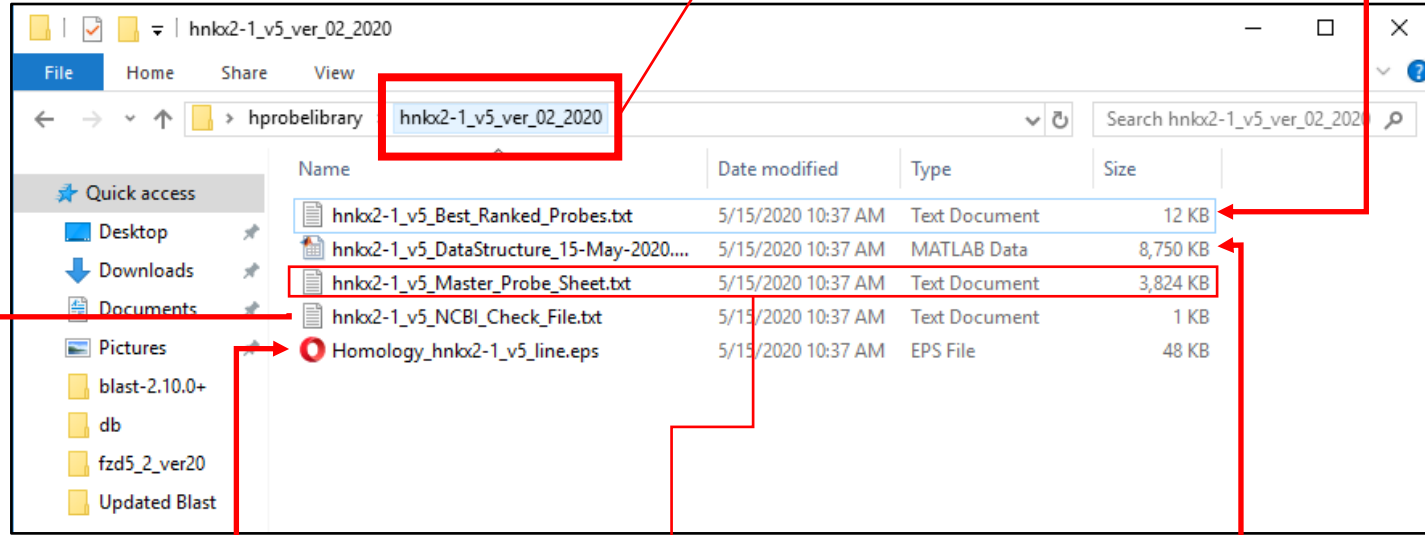 hnkx2-1_v5_ver_02_2020
File Home Share View
hprobelibrary hnkx2-1_v5_ver_02_2020 Search hnkx2-1_v5_ver_02_2020
Name Date modified Type Size
Quick access
hnkx2-1_v5_Best_Ranked_Probes.txt 5/15/2020 10:37 AM Text Document 12 KB
Desktop
hnkx2-1_v5_DataStructure_15-May-2020.... 5/15/2020 10:37 AM MATLAB Data 8,750 KB
Downloads
hnkx2-1_v5_Master_Probe_Sheet.txt 5/15/2020 10:37 AM Text Document 3,824 KB
Documents
hnkx2-1_v5_NCBI_Check_File.txt 5/15/2020 10:37 AM Text Document 1 KB
Pictures
Homology_hnkx2-1_v5_line.eps 5/15/2020 10:37 AM EPS File 48 KB
blast-2.10.0+
db
fzd5_2_ver20
Updated Blast